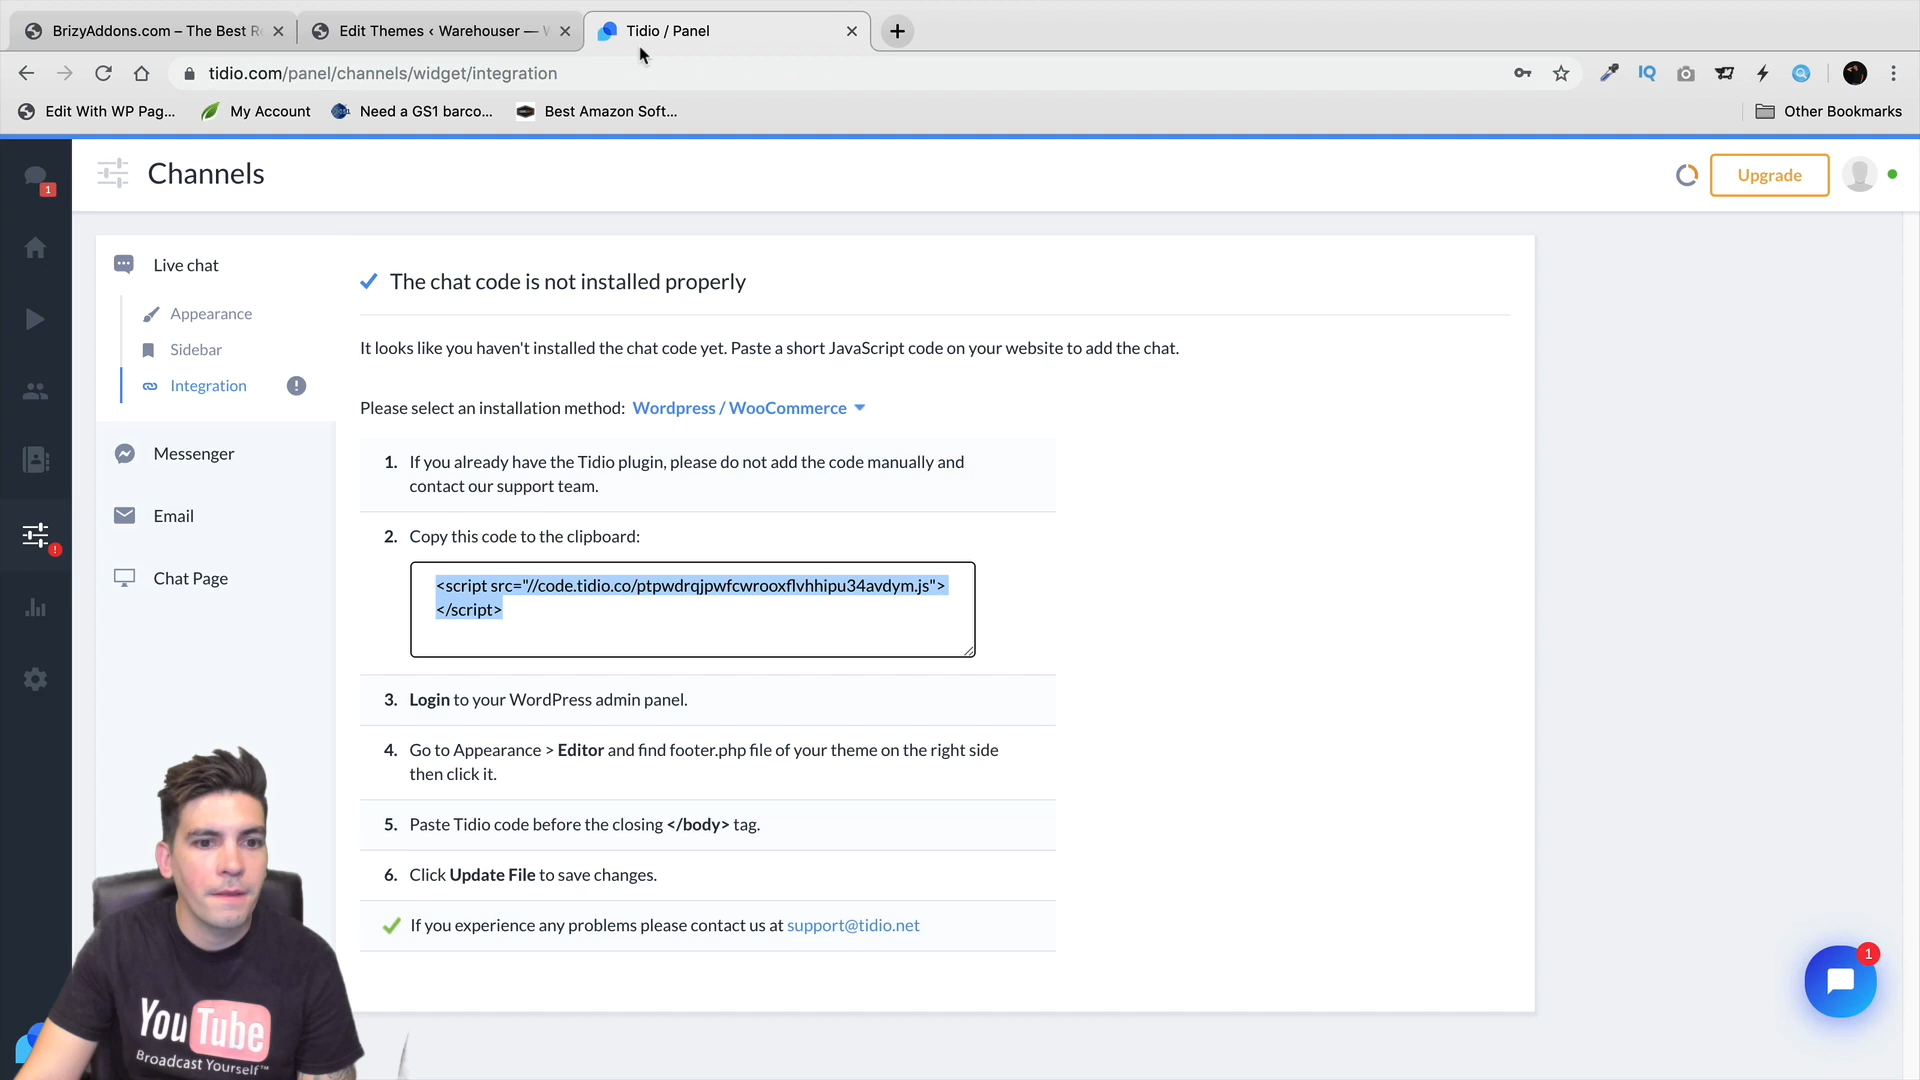 BrizyAddons.com – The Best R
Edit Themes ‹ Warehouser —
Tidio / Panel
tidio.com/panel/channels/widget/integration
IQ
Edit With WP Pag...
My Account
Need a GS1 barco...
Best Amazon Soft...
Other Bookmarks
1
Channels
Upgrade
Live chat
Appearance
Sidebar
Integration
!
Messenger
Email
Chat Page
!
The chat code is not installed properly
It looks like you haven't installed the chat code yet. Paste a short JavaScript code on your website to add the chat.
Please select an installation method: Wordpress / WooCommerce
1. If you already have the Tidio plugin, please do not add the code manually and
contact our support team.
2. Copy this code to the clipboard:
<script src="//code.tidio.co/ptpwdrqjpwfcwrooxflvhhipu34avdym.js">
</script>
3. Login to your WordPress admin panel.
4. Go to Appearance > Editor and find footer.php file of your theme on the right side
then click it.
5. Paste Tidio code before the closing </body> tag.
6. Click Update File to save changes.
If you experience any problems please contact us at support@tidio.net
1
YouTube
Broadcast Yourself™